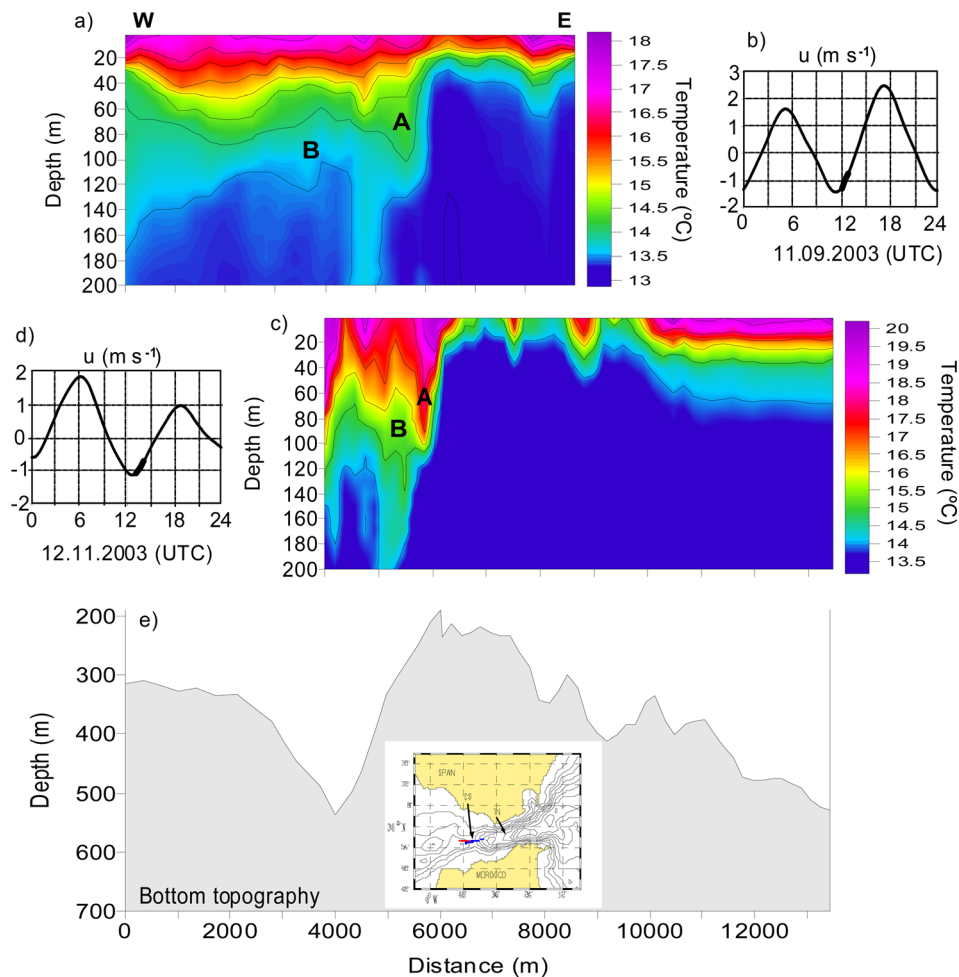 a)
W
E
20
40
60
80
100
120
140
160
180
200
Depth (m)
A
B
18
17.5
17
16.5
16
15.5
15
14.5
14
13.5
13
Temperature (ºC)
b)
u (m s⁻¹)
3
2
1
0
-1
-2
0 6 12 18 24
11.09.2003 (UTC)
d)
u (m s⁻¹)
2
1
0
-1
-2
0 6 12 18 24
12.11.2003 (UTC)
c)
20
40
60
80
100
120
140
160
180
200
Depth (m)
A
B
20
19.5
19
18.5
18
17.5
17
16.5
16
15.5
15
14.5
14
13.5
Temperature (ºC)
e)
200
300
400
500
600
700
Depth (m)
SPAIN
CS
TN
MOROCCO
Bottom topography
0 2000 4000 6000 8000 10000 12000
Distance (m)